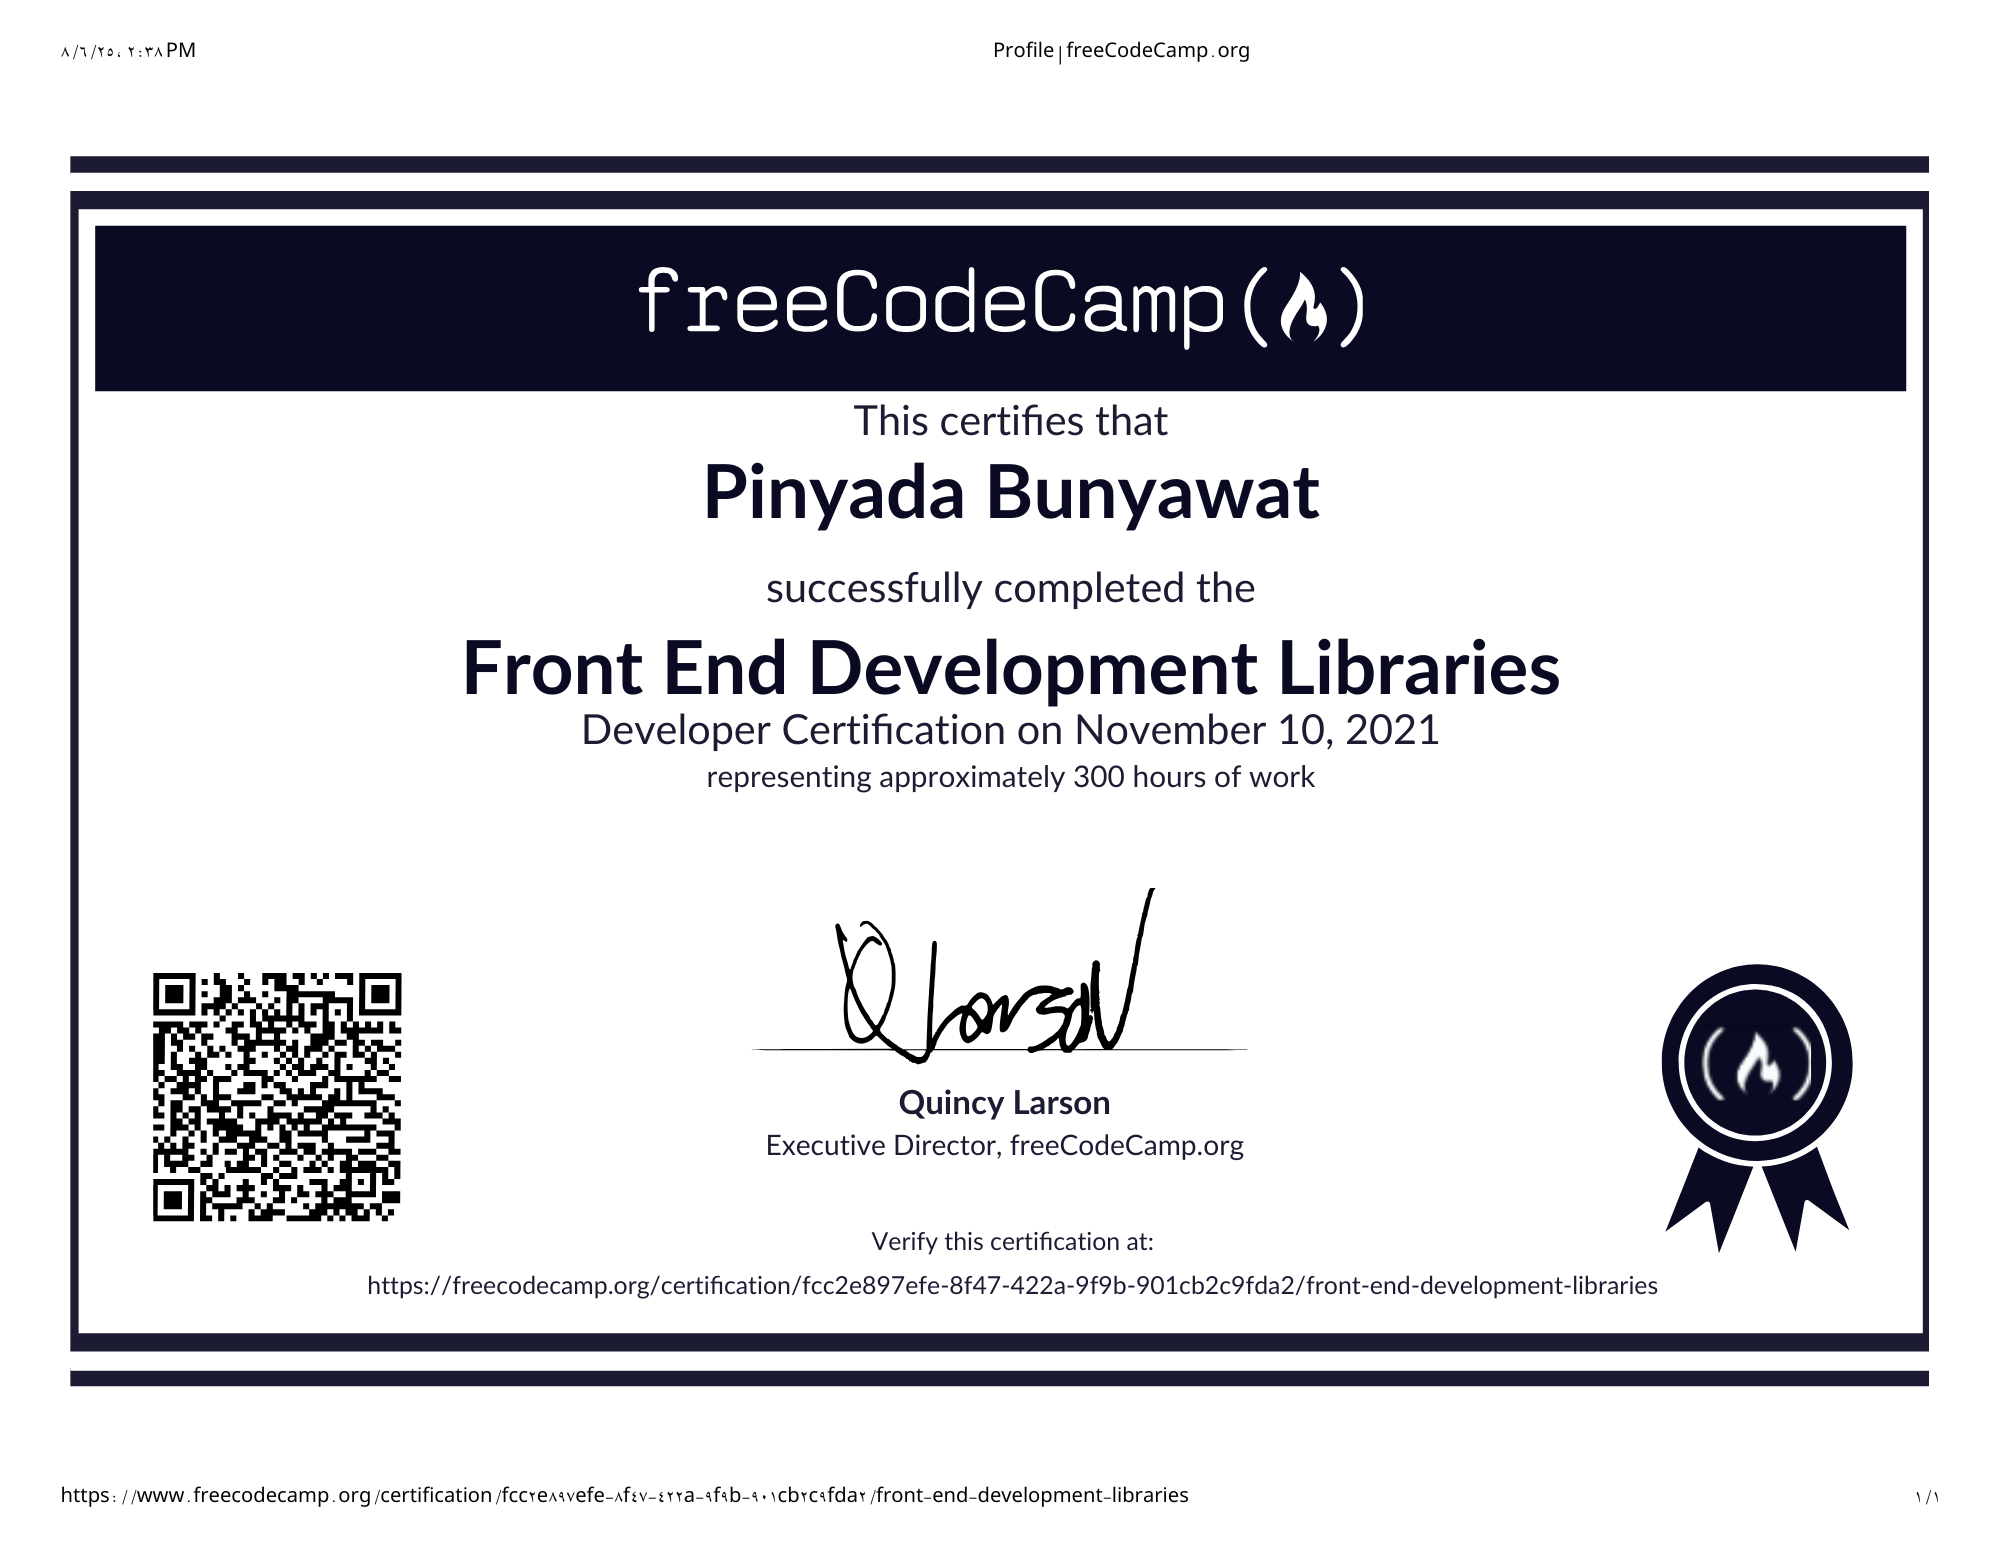 ٨/٦/٢٥، ٢:٣٨ PM
Profile | freeCodeCamp.org
freeCodeCamp
This certifies that
Pinyada Bunyawat
successfully completed the
Front End Development Libraries
Developer Certification on November 10, 2021
representing approximately 300 hours of work
Quincy Larson
Executive Director, freeCodeCamp.org
Verify this certification at:
https://freecodecamp.org/certification/fcc2e897efe-8f47-422a-9f9b-901cb2c9fda2/front-end-development-libraries
https://www.freecodecamp.org/certification/fcc٢e٨٩٧efe-٨f٤٧-٤٢٢a-٩f٩b-٩٠١cb٢c٩fda٢/front-end-development-libraries
١/١